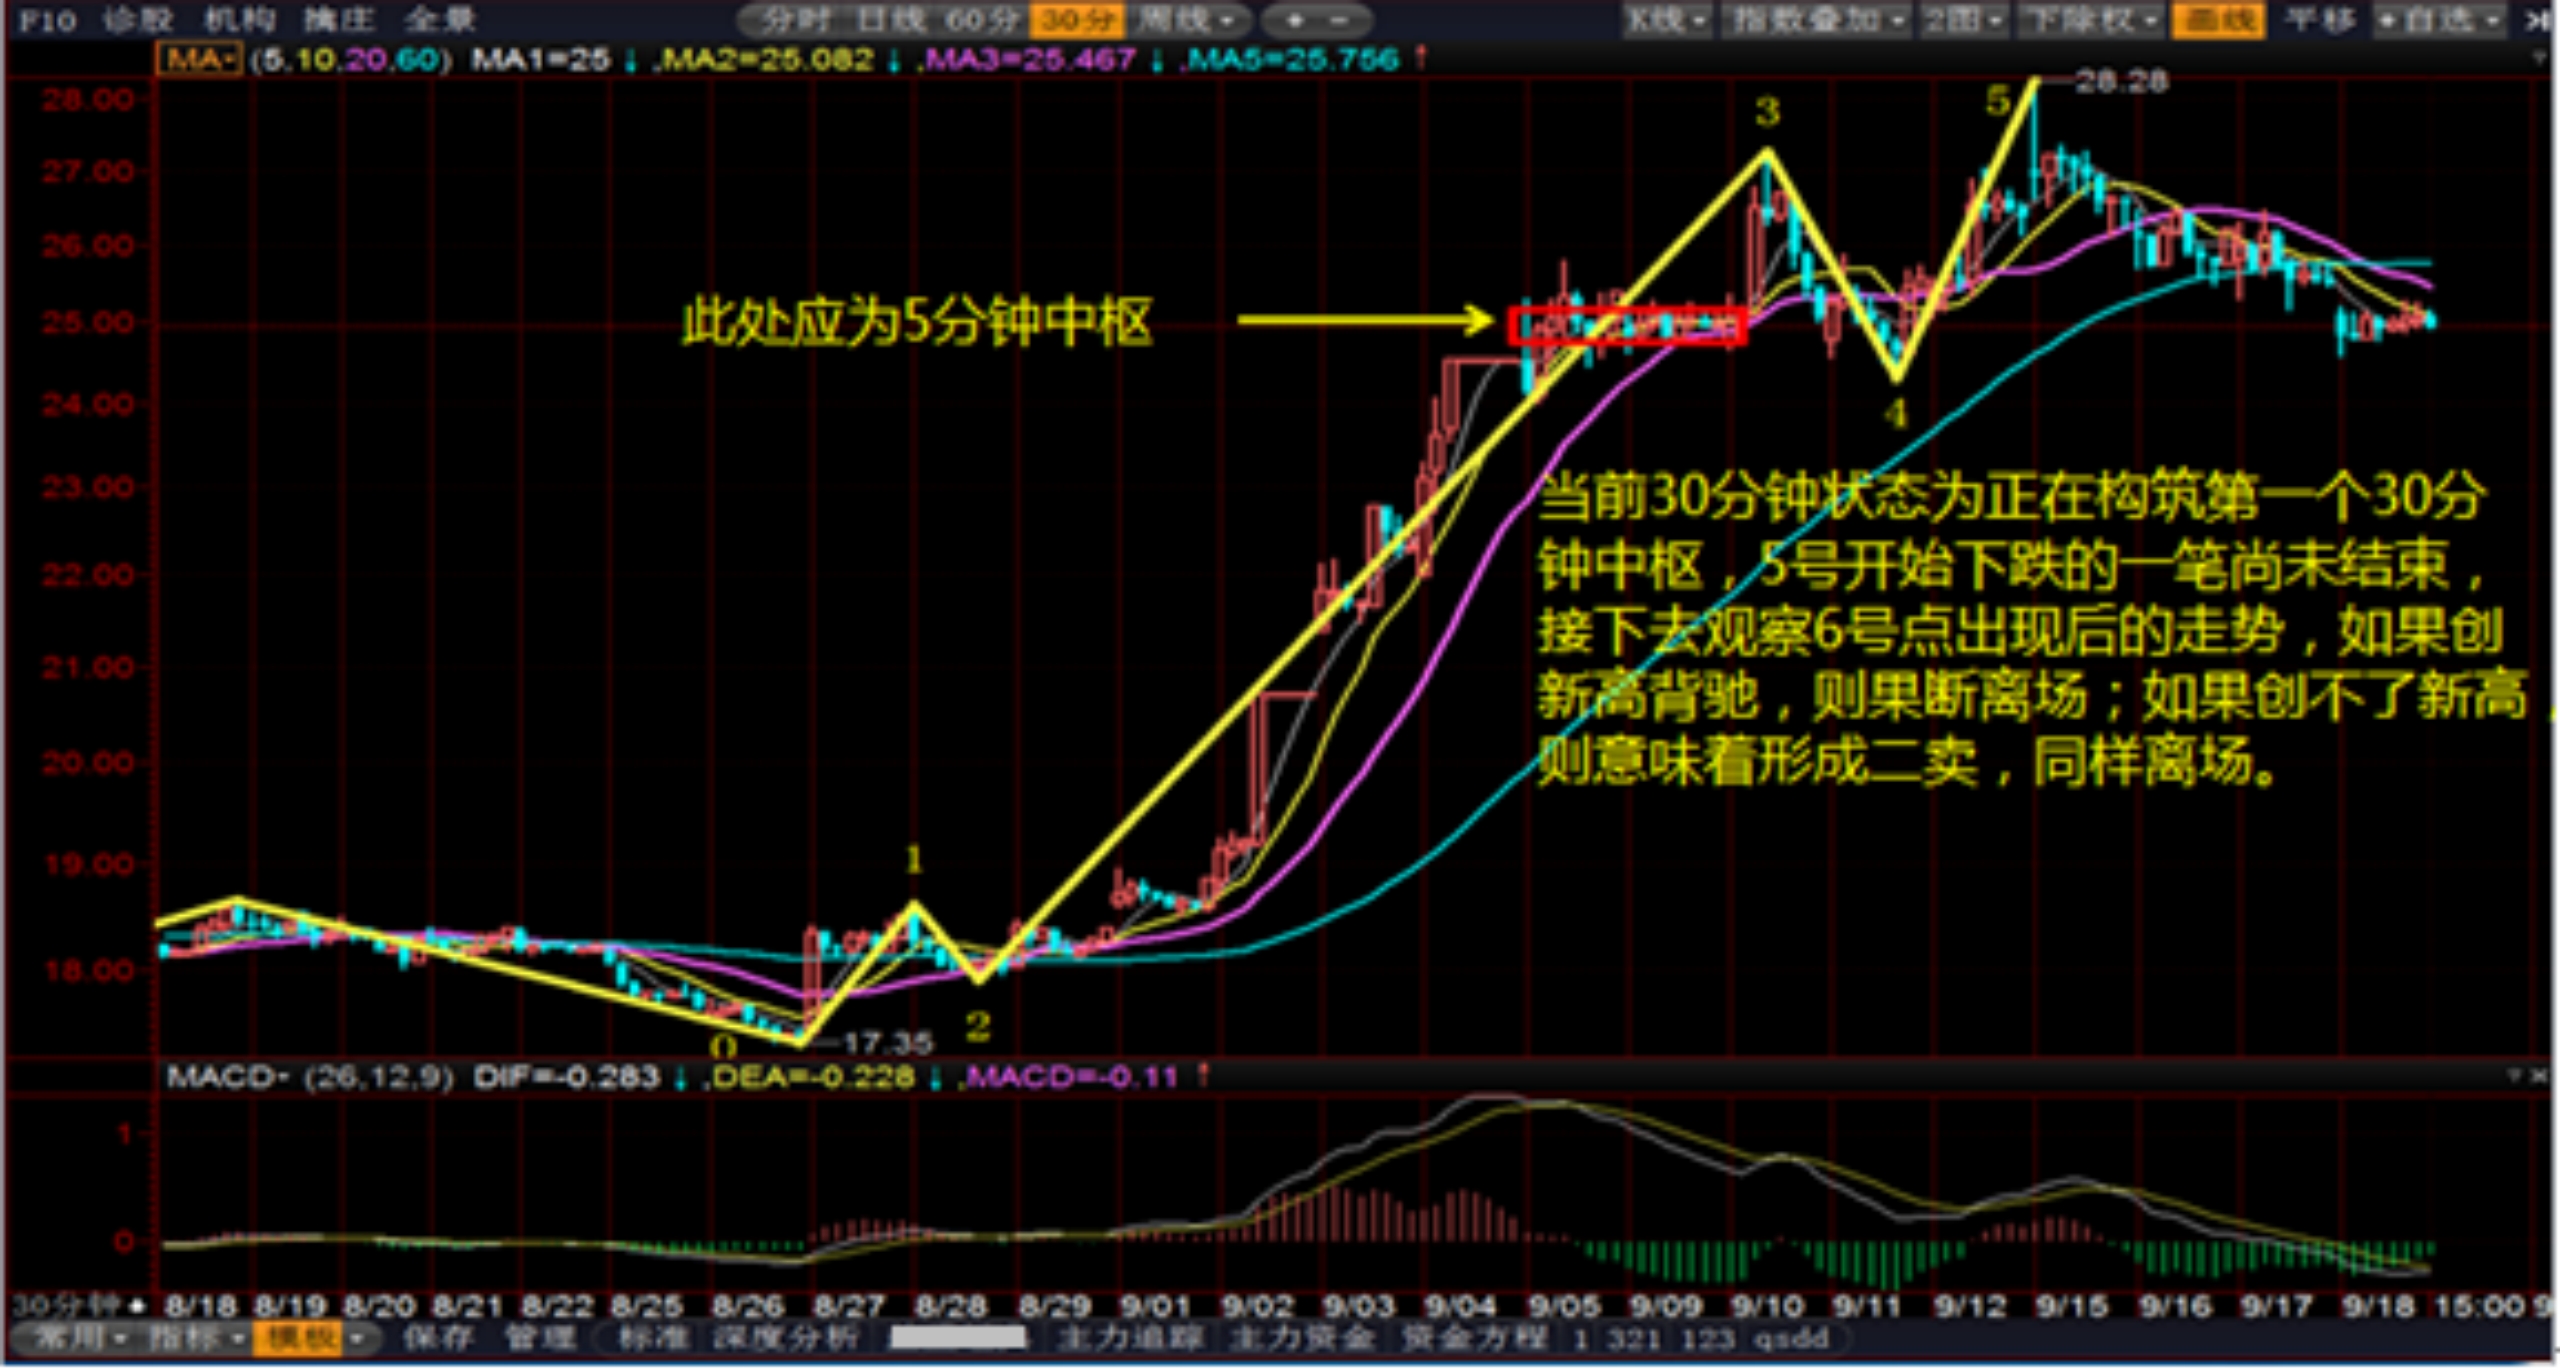 F10 诊股 机构 擒庄 全景 分时 日线 60分 30分 周线 + - K线 指数叠加 2图 下除权 画线 平移 +自选
MA (5,10,20,60) MA1=25↓ ,MA2=25.082↓ ,MA3=25.467↓ ,MA5=25.756↑
28.00
27.00
26.00
25.00
24.00
23.00
22.00
21.00
20.00
19.00
18.00
28.28
3
5
此处应为5分钟中枢
4
当前30分钟状态为正在构筑第一个30分
钟中枢，5号开始下跌的一笔尚未结束，
接下去观察6号点出现后的走势，如果创
新高背驰，则果断离场；如果创不了新高，
则意味着形成二卖，同样离场。
1
2
0
17.35
MACD (26,12,9) DIF=-0.283↓ ,DEA=-0.228↓ ,MACD=-0.11↑
1
0
30分钟 8/18 8/19 8/20 8/21 8/22 8/25 8/26 8/27 8/28 8/29 9/01 9/02 9/03 9/04 9/05 9/09 9/10 9/11 9/12 9/15 9/16 9/17 9/18 15:00
常用 指标 模板 保存 管理 标准 深度分析 主力追踪 主力资金 资金方程 1 321 123 qsdd